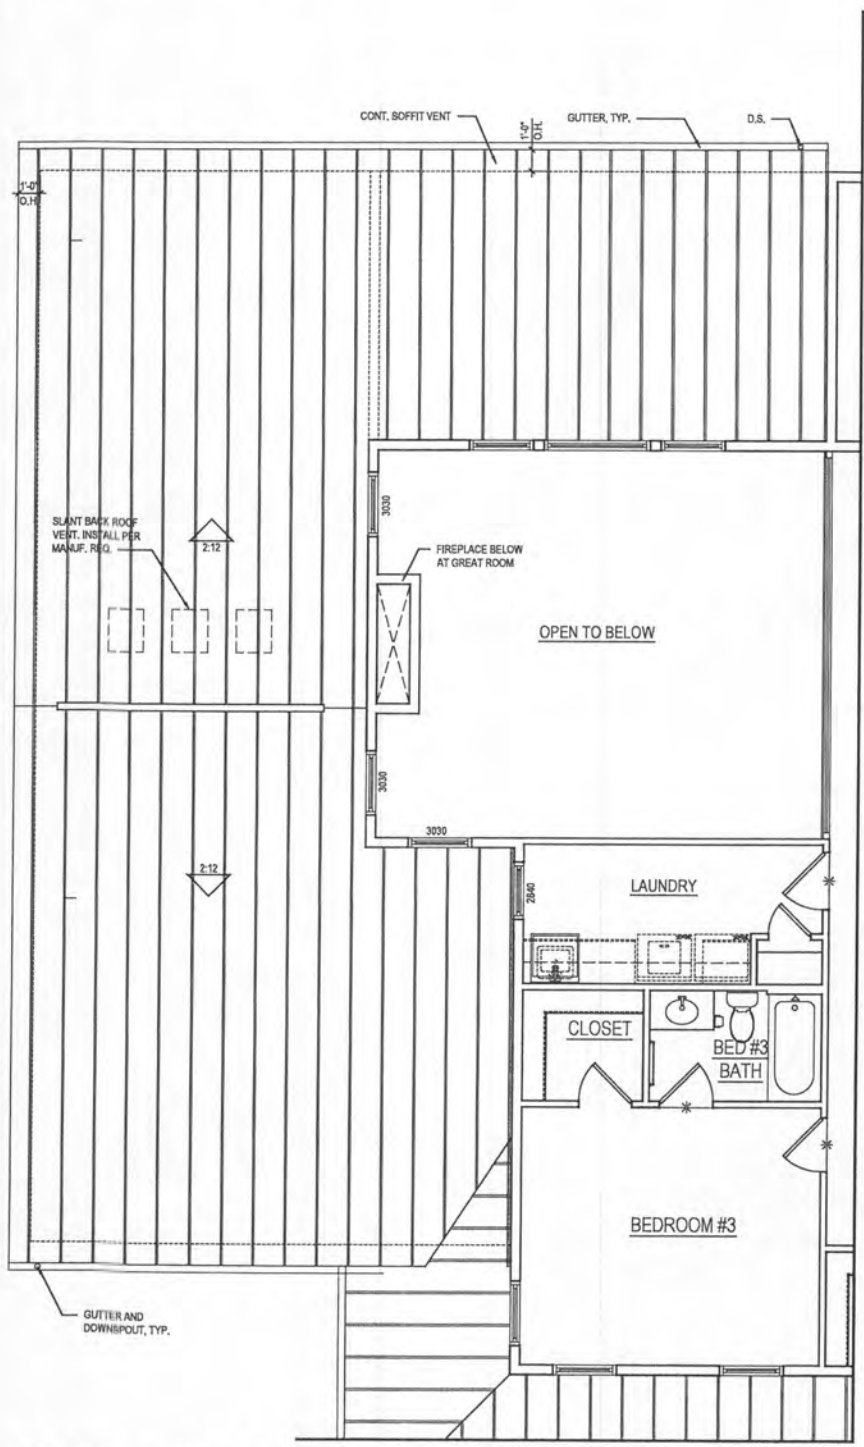 CONT. SOFFIT VENT
1'-0"
O.H.
GUTTER, TYP.
D.S.
1'-0"
O.H.
3030
SLANT BACK ROOF
VENT. INSTALL PER
MANUF. REQ.
2:12
FIREPLACE BELOW
AT GREAT ROOM
OPEN TO BELOW
3030
3030
2:12
2640
LAUNDRY
CLOSET
BED #3
BATH
BEDROOM #3
GUTTER AND
DOWNSPOUT, TYP.